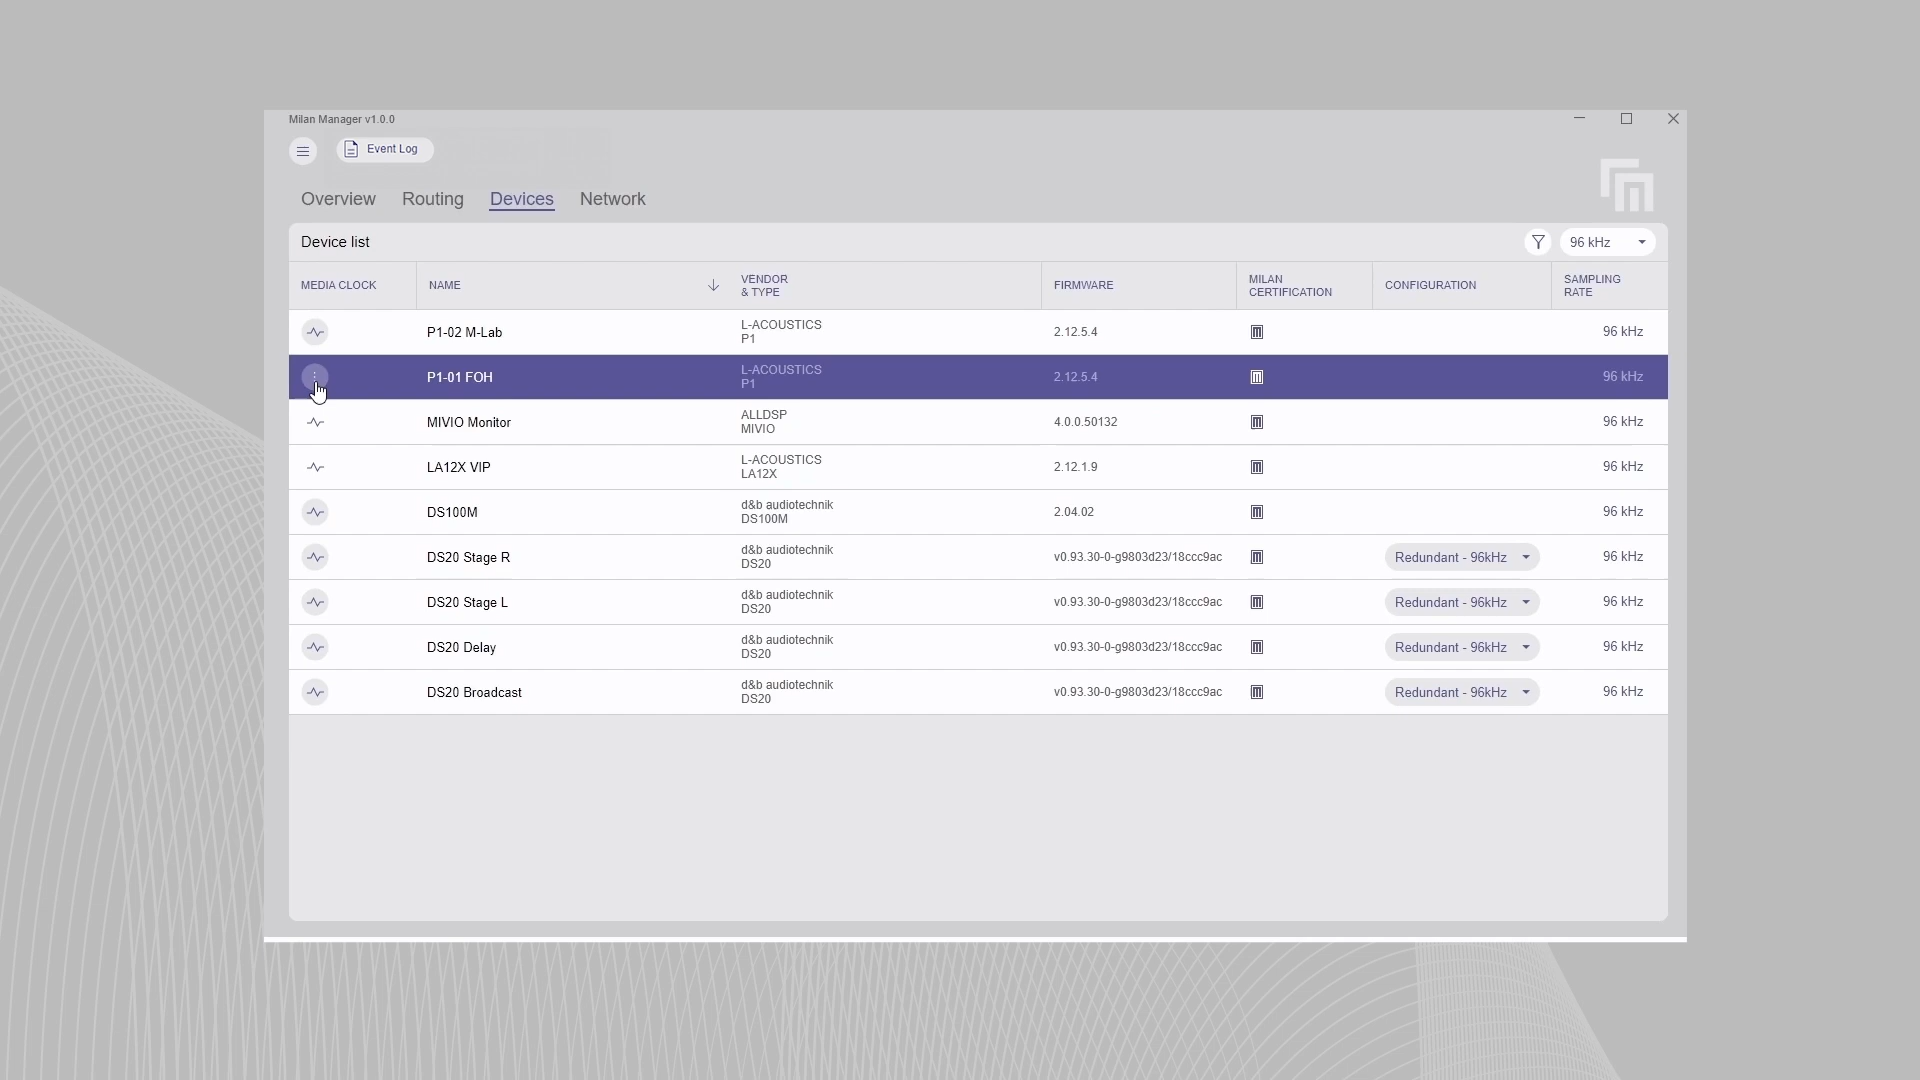 Milan Manager v1.0.0
Event Log
Overview Routing Devices Network
Device list
96 kHz
MEDIA CLOCK NAME VENDOR & TYPE FIRMWARE MILAN CERTIFICATION CONFIGURATION SAMPLING RATE
P1-02 M-Lab L-ACOUSTICS P1 2.12.5.4 96 kHz
P1-01 FOH L-ACOUSTICS P1 2.12.5.4 96 kHz
MIVIO Monitor ALLDSP MIVIO 4.0.0.50132 96 kHz
LA12X VIP L-ACOUSTICS LA12X 2.12.1.9 96 kHz
DS100M d&b audiotechnik DS100M 2.04.02 96 kHz
DS20 Stage R d&b audiotechnik DS20 v0.93.30-0-g9803d23/18ccc9ac Redundant - 96kHz 96 kHz
DS20 Stage L d&b audiotechnik DS20 v0.93.30-0-g9803d23/18ccc9ac Redundant - 96kHz 96 kHz
DS20 Delay d&b audiotechnik DS20 v0.93.30-0-g9803d23/18ccc9ac Redundant - 96kHz 96 kHz
DS20 Broadcast d&b audiotechnik DS20 v0.93.30-0-g9803d23/18ccc9ac Redundant - 96kHz 96 kHz